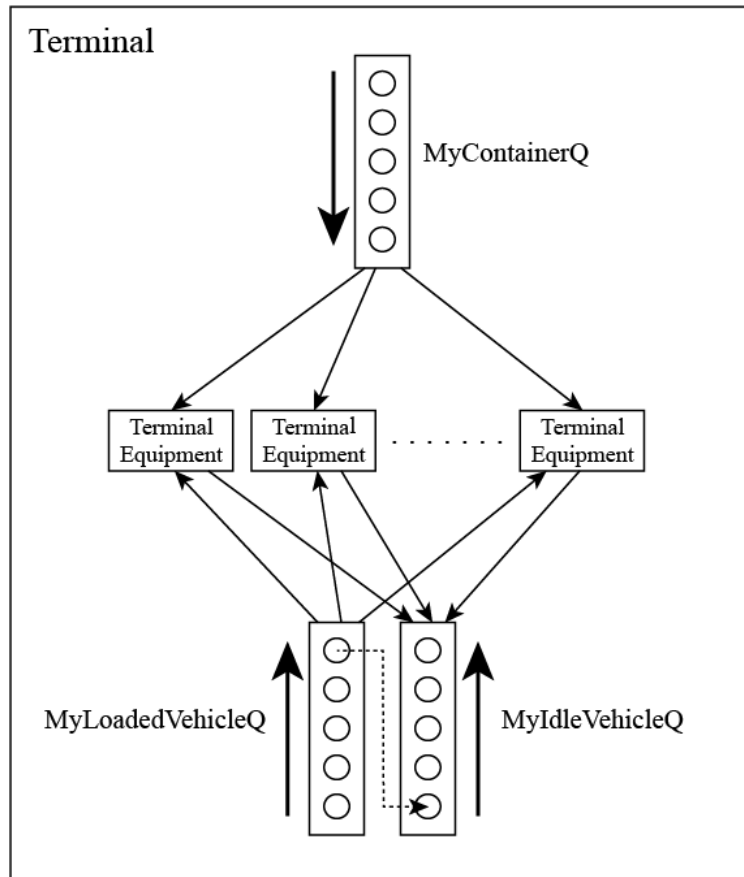 Terminal
MyContainerQ
Terminal
Equipment
Terminal
Equipment
. . . . . . .
Terminal
Equipment
MyLoadedVehicleQ
MyIdleVehicleQ